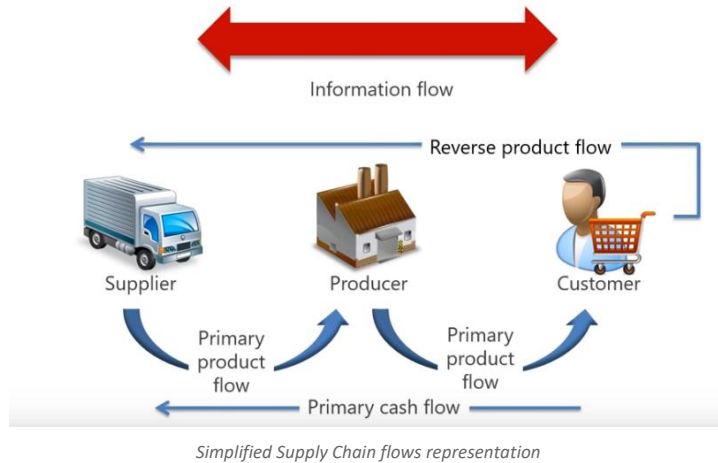 Information flow
Reverse product flow
Supplier
Producer
Customer
Primary
product
flow
Primary
product
flow
Primary cash flow
Simplified Supply Chain flows representation